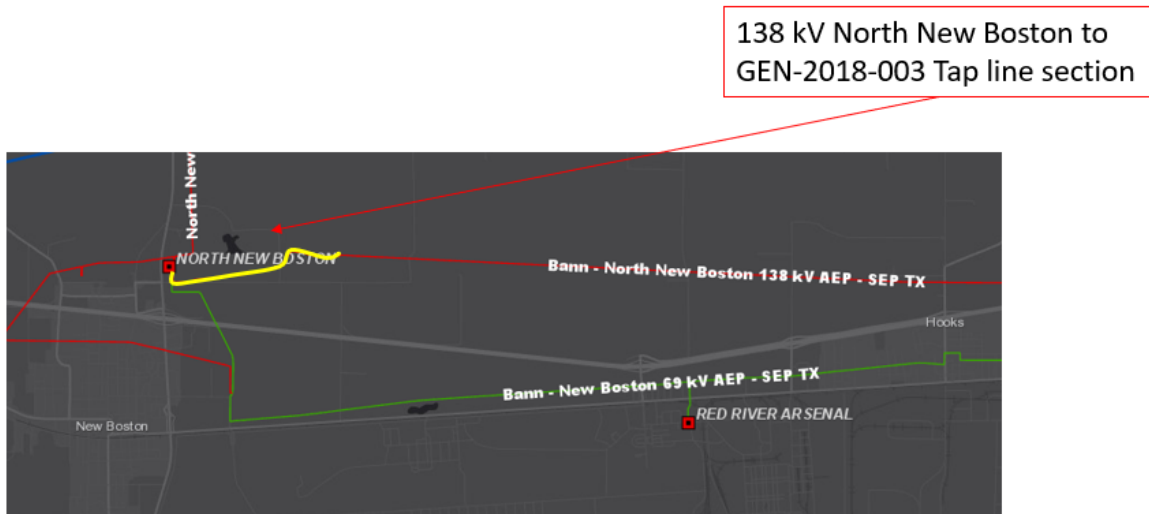 138 kV North New Boston to
GEN-2018-003 Tap line section
North New
NORTH NEW BOSTON
Bann - North New Boston 138 kV AEP - SEP TX
Hooks
Bann - New Boston 69 kV AEP - SEP TX
New Boston
RED RIVER ARSENAL